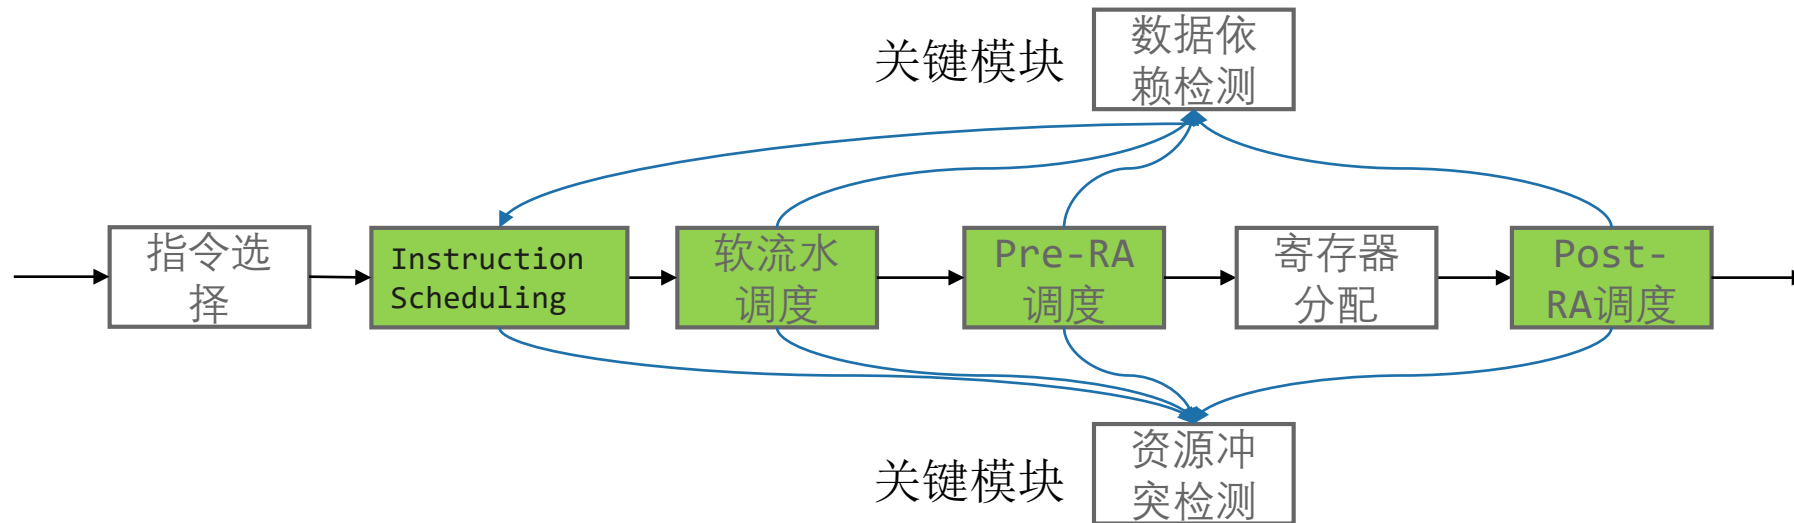 关键模块
数据依
赖检测
指令选
择
Instruction
Scheduling
软流水
调度
Pre-RA
调度
寄存器
分配
Post-
RA调度
关键模块
资源冲
突检测